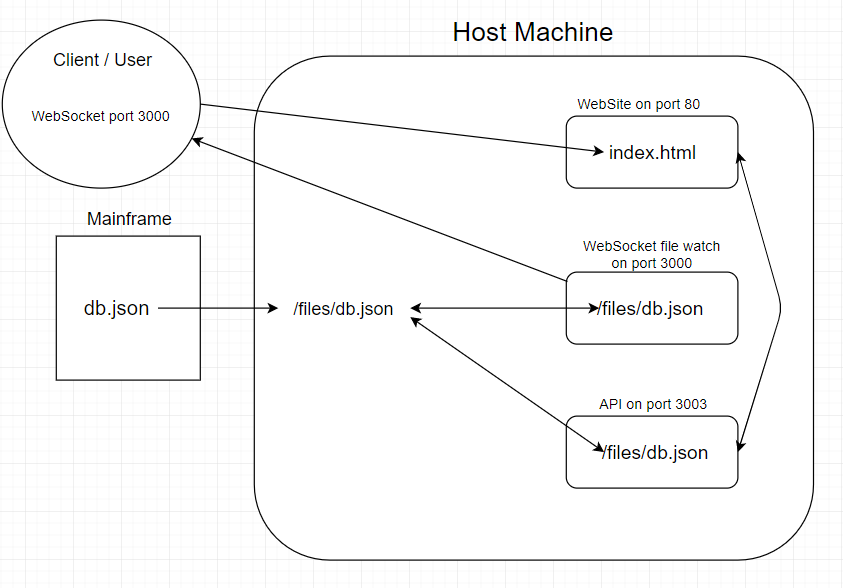 Host Machine
Client / User
WebSocket port 3000
WebSite on port 80
index.html
Mainframe
db.json
/files/db.json
WebSocket file watch
on port 3000
/files/db.json
API on port 3003
/files/db.json